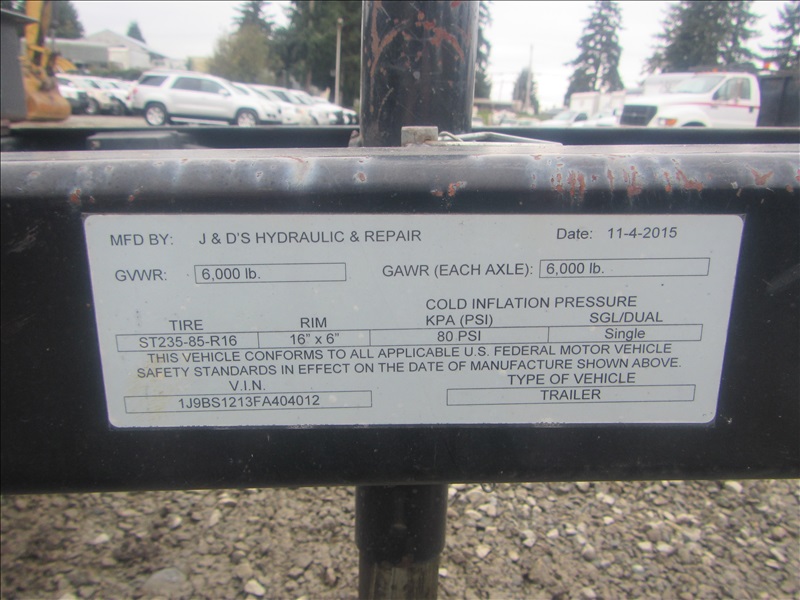 MFD BY: J & D'S HYDRAULIC & REPAIR Date: 11-4-2015
GVWR: 6,000 lb. GAWR (EACH AXLE): 6,000 lb.
COLD INFLATION PRESSURE
TIRE RIM KPA (PSI) SGL/DUAL
ST235-85-R16 16" x 6" 80 PSI Single
THIS VEHICLE CONFORMS TO ALL APPLICABLE U.S. FEDERAL MOTOR VEHICLE
SAFETY STANDARDS IN EFFECT ON THE DATE OF MANUFACTURE SHOWN ABOVE.
V.I.N. TYPE OF VEHICLE
1J9BS1213FA404012 TRAILER